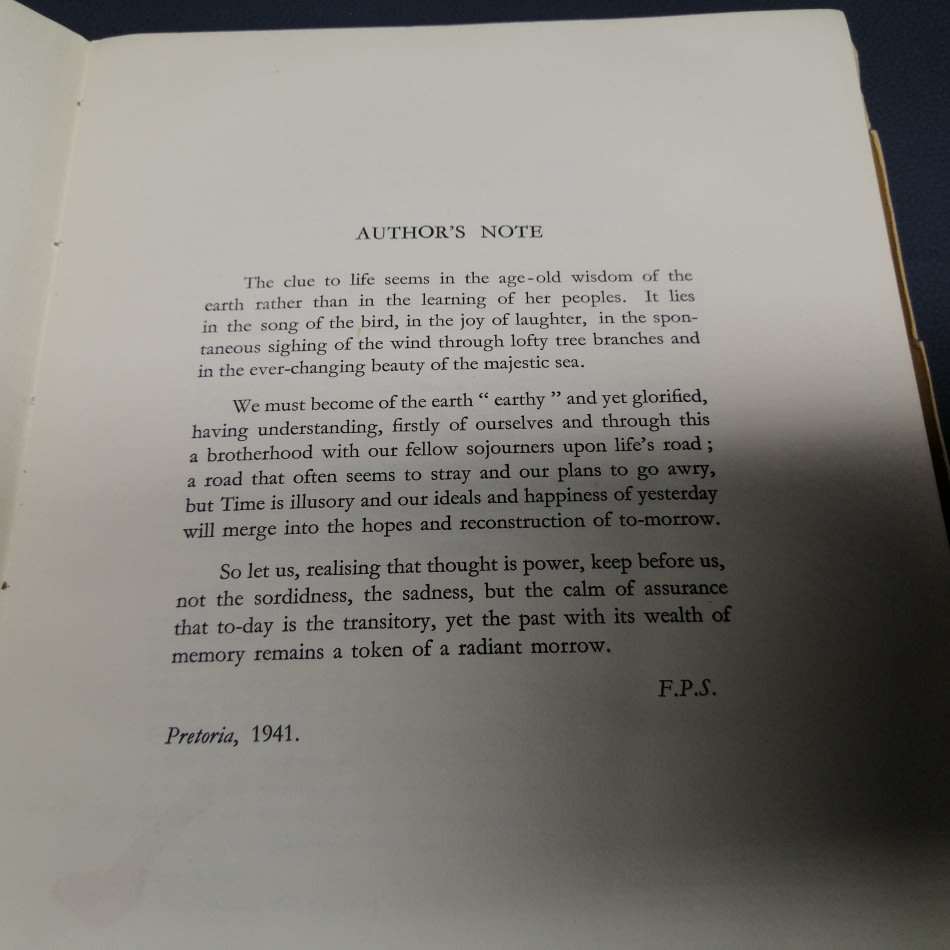 AUTHOR'S NOTE
The clue to life seems in the age-old wisdom of the
earth rather than in the learning of her peoples. It lies
in the song of the bird, in the joy of laughter, in the spon-
taneous sighing of the wind through lofty tree branches and
in the ever-changing beauty of the majestic sea.
We must become of the earth “ earthy ” and yet glorified,
having understanding, firstly of ourselves and through this
a brotherhood with our fellow sojourners upon life's road ;
a road that often seems to stray and our plans to go awry,
but Time is illusory and our ideals and happiness of yesterday
will merge into the hopes and reconstruction of to-morrow.
So let us, realising that thought is power, keep before us,
not the sordidness, the sadness, but the calm of assurance
that to-day is the transitory, yet the past with its wealth of
memory remains a token of a radiant morrow.
F.P.S.
Pretoria, 1941.